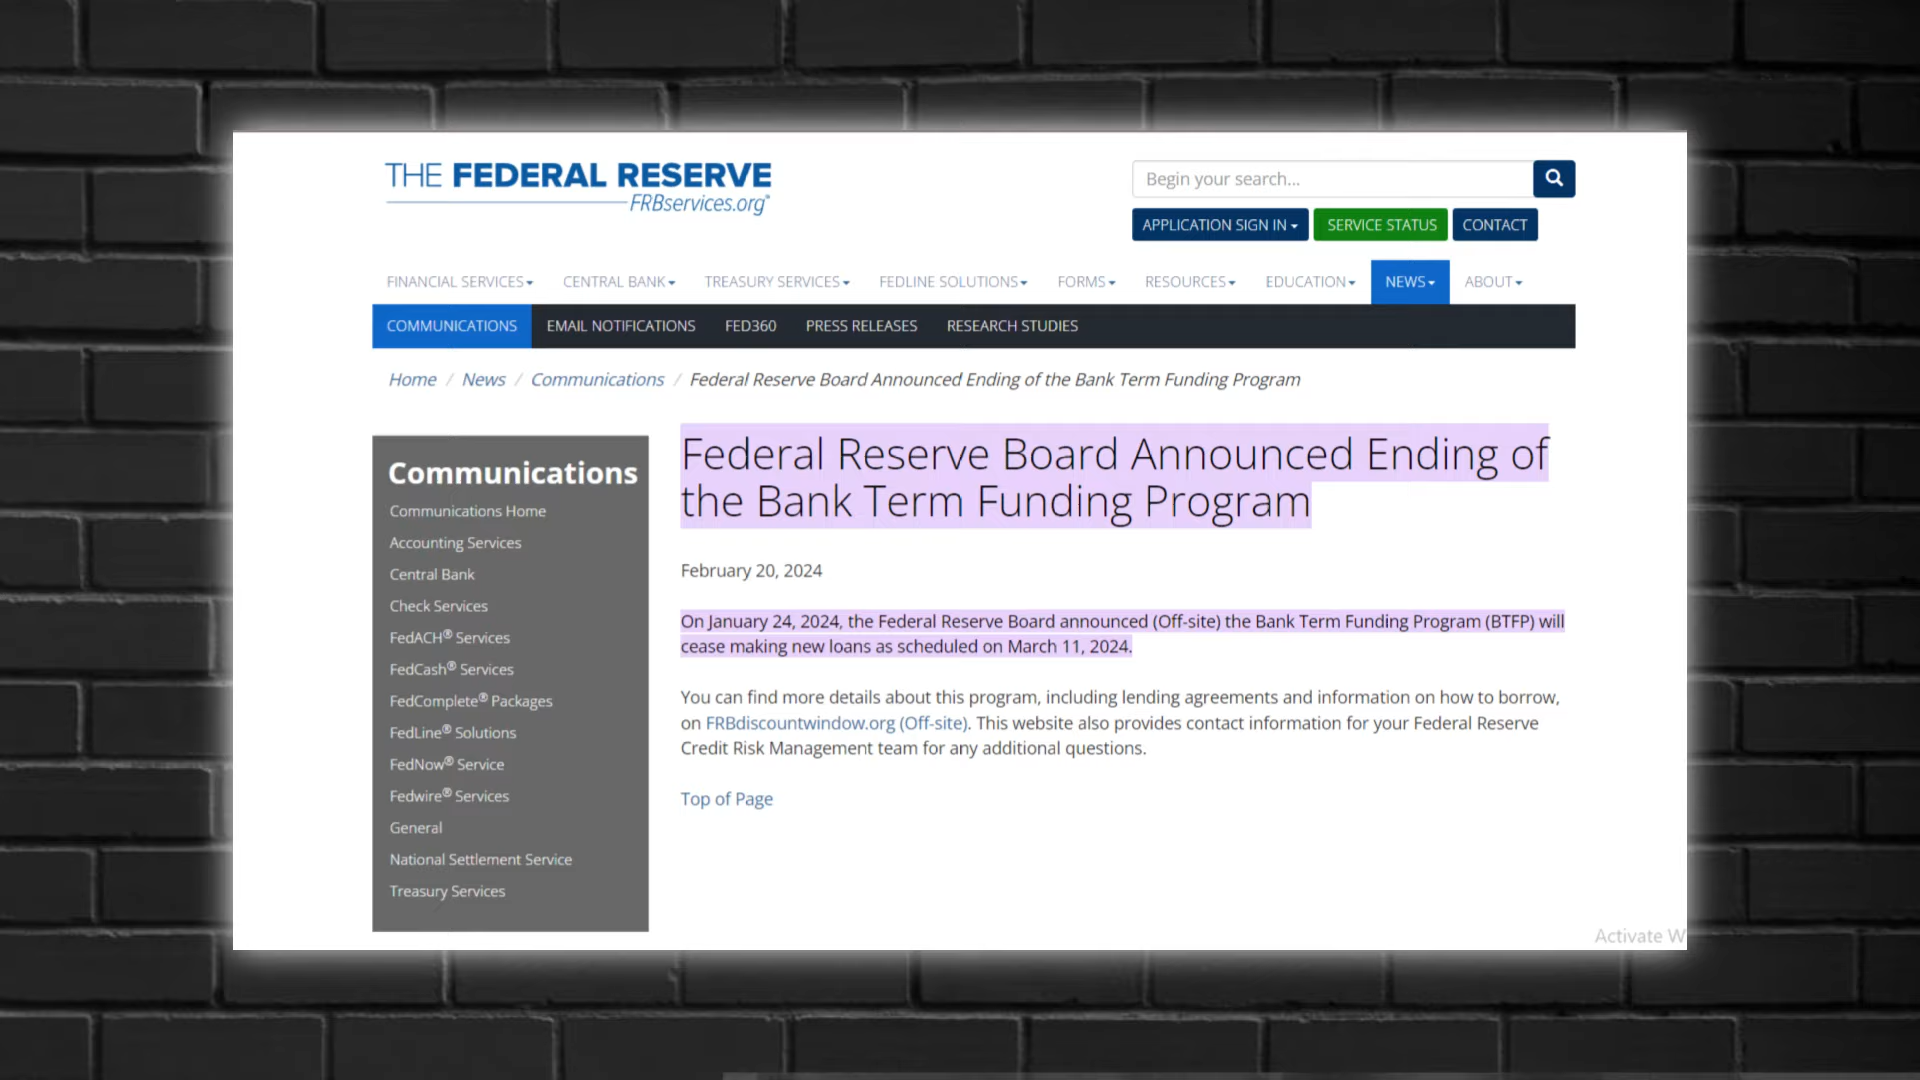 THE FEDERAL RESERVE
FRBservices.org
Begin your search...
APPLICATION SIGN IN
SERVICE STATUS
CONTACT
FINANCIAL SERVICES
CENTRAL BANK
TREASURY SERVICES
FEDLINE SOLUTIONS
FORMS
RESOURCES
EDUCATION
NEWS
ABOUT
COMMUNICATIONS
EMAIL NOTIFICATIONS
FED360
PRESS RELEASES
RESEARCH STUDIES
Home / News / Communications / Federal Reserve Board Announced Ending of the Bank Term Funding Program
Communications
Communications Home
Accounting Services
Central Bank
Check Services
FedACH® Services
FedCash® Services
FedComplete® Packages
FedLine® Solutions
FedNow® Service
Fedwire® Services
General
National Settlement Service
Treasury Services
Federal Reserve Board Announced Ending of
the Bank Term Funding Program
February 20, 2024
On January 24, 2024, the Federal Reserve Board announced (Off-site) the Bank Term Funding Program (BTFP) will
cease making new loans as scheduled on March 11, 2024.
You can find more details about this program, including lending agreements and information on how to borrow,
on FRBdiscountwindow.org (Off-site). This website also provides contact information for your Federal Reserve
Credit Risk Management team for any additional questions.
Top of Page
Activate W